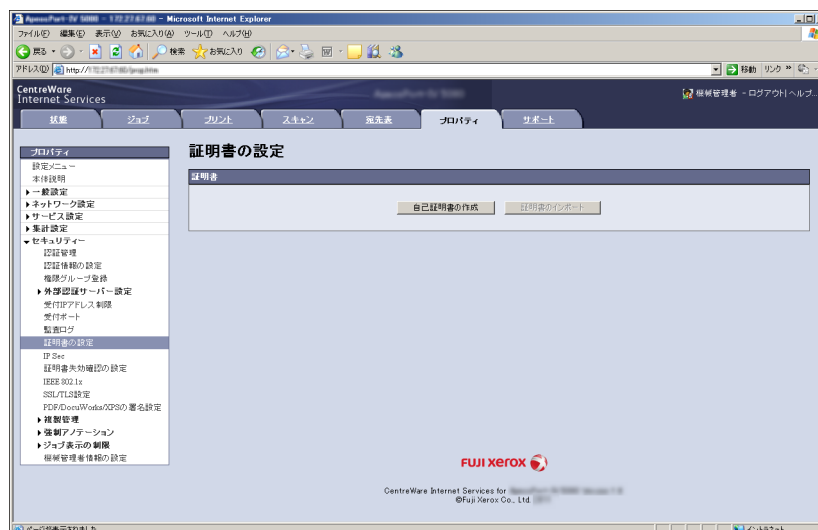 Microsoft Internet Explorer
ファイル(F) 編集(E) 表示(V) お気に入り(A) ツール(T) ヘルプ(H)
戻る 検索 お気に入り
アドレス(D) http:// 移動 リンク »
CentreWare
Internet Services
機械管理者 - ログアウト| ヘルプ...
状態 ジョブ プリント スキャン 宛先表 プロパティ サポート
プロパティ
設定メニュー
本体説明
一般設定
ネットワーク設定
サービス設定
集計設定
セキュリティー
認証管理
認証情報の設定
権限グループ登録
外部認証サーバー設定
受付IPアドレス制限
受付ポート
監査ログ
証明書の設定
IP Sec
証明書失効確認の設定
IEEE 802.1x
SSL/TLS設定
PDF/DocuWorks/XPSの署名設定
複製管理
強制アノテーション
ジョブ表示の制限
機械管理者情報の設定
証明書の設定
証明書
自己証明書の作成 証明書のインポート
FUJI XEROX
CentreWare Internet Services for
©Fuji Xerox Co., Ltd.
ページが表示されました
イントラネット